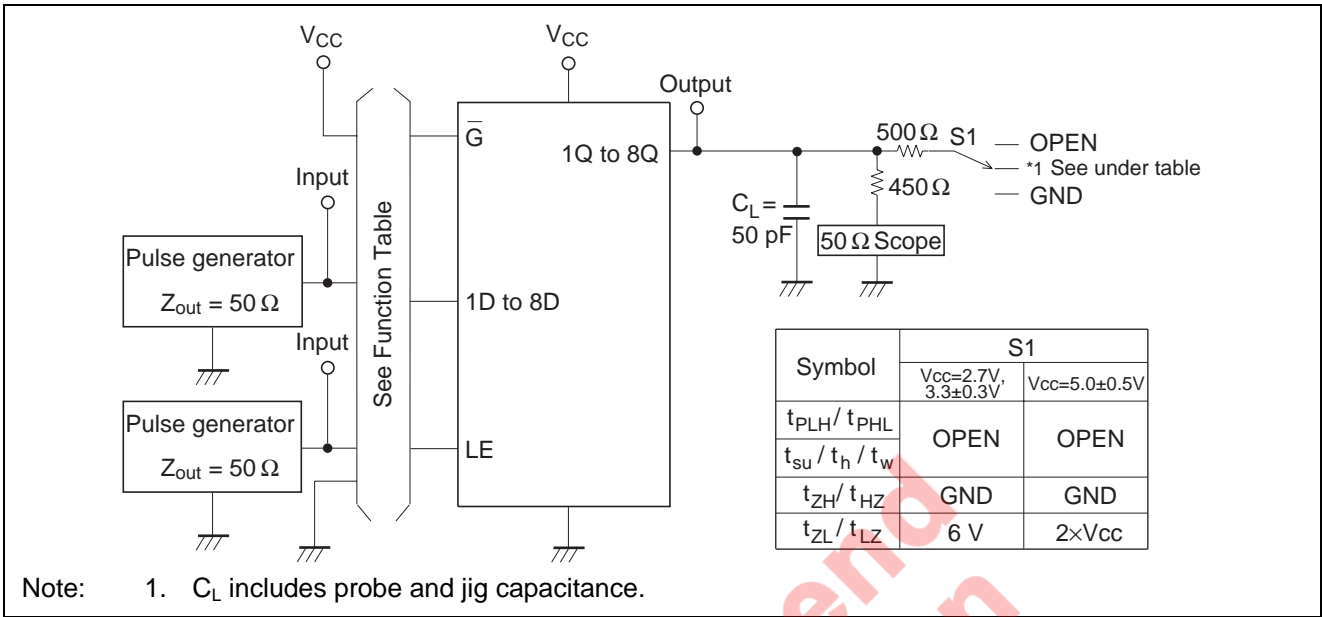 VCC
VCC
Output
G
1Q to 8Q
500 Ω
S1
OPEN
*1 See under table
GND
450 Ω
CL =
50 pF
50 Ω Scope
Input
Pulse generator
Zout = 50 Ω
See Function Table
1D to 8D
Input
Pulse generator
Zout = 50 Ω
LE
Symbol
S1
Vcc=2.7V,
3.3±0.3V
Vcc=5.0±0.5V
tPLH / tPHL
OPEN
OPEN
tsu / th / tw
tZH / tHZ
GND
GND
tZL / tLZ
6 V
2×Vcc
Note: 1. CL includes probe and jig capacitance.